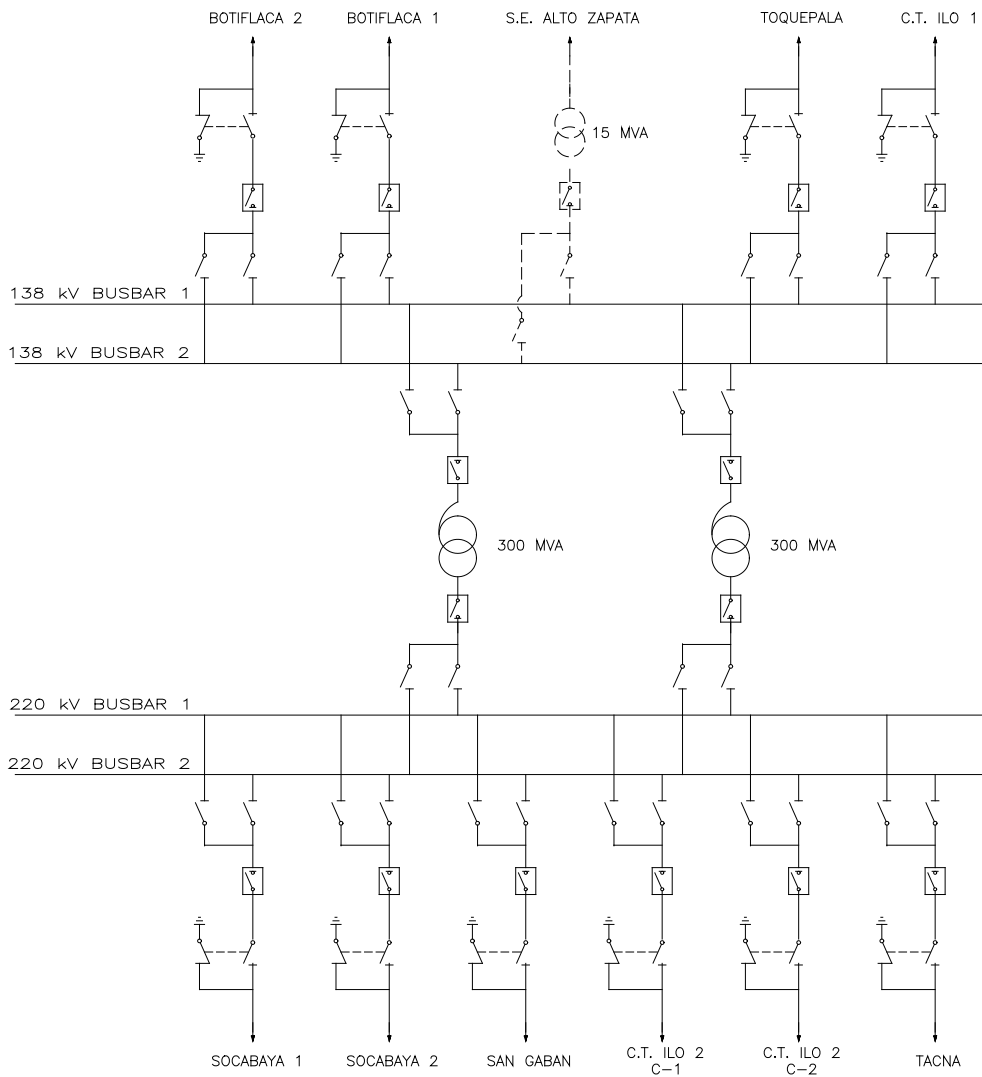 BOTIFLACA 2
BOTIFLACA 1
S.E. ALTO ZAPATA
TOQUEPALA
C.T. ILO 1
15 MVA
138 kV BUSBAR 1
138 kV BUSBAR 2
300 MVA
300 MVA
220 kV BUSBAR 1
220 kV BUSBAR 2
SOCABAYA 1
SOCABAYA 2
SAN GABAN
C.T. ILO 2
C-1
C.T. ILO 2
C-2
TACNA